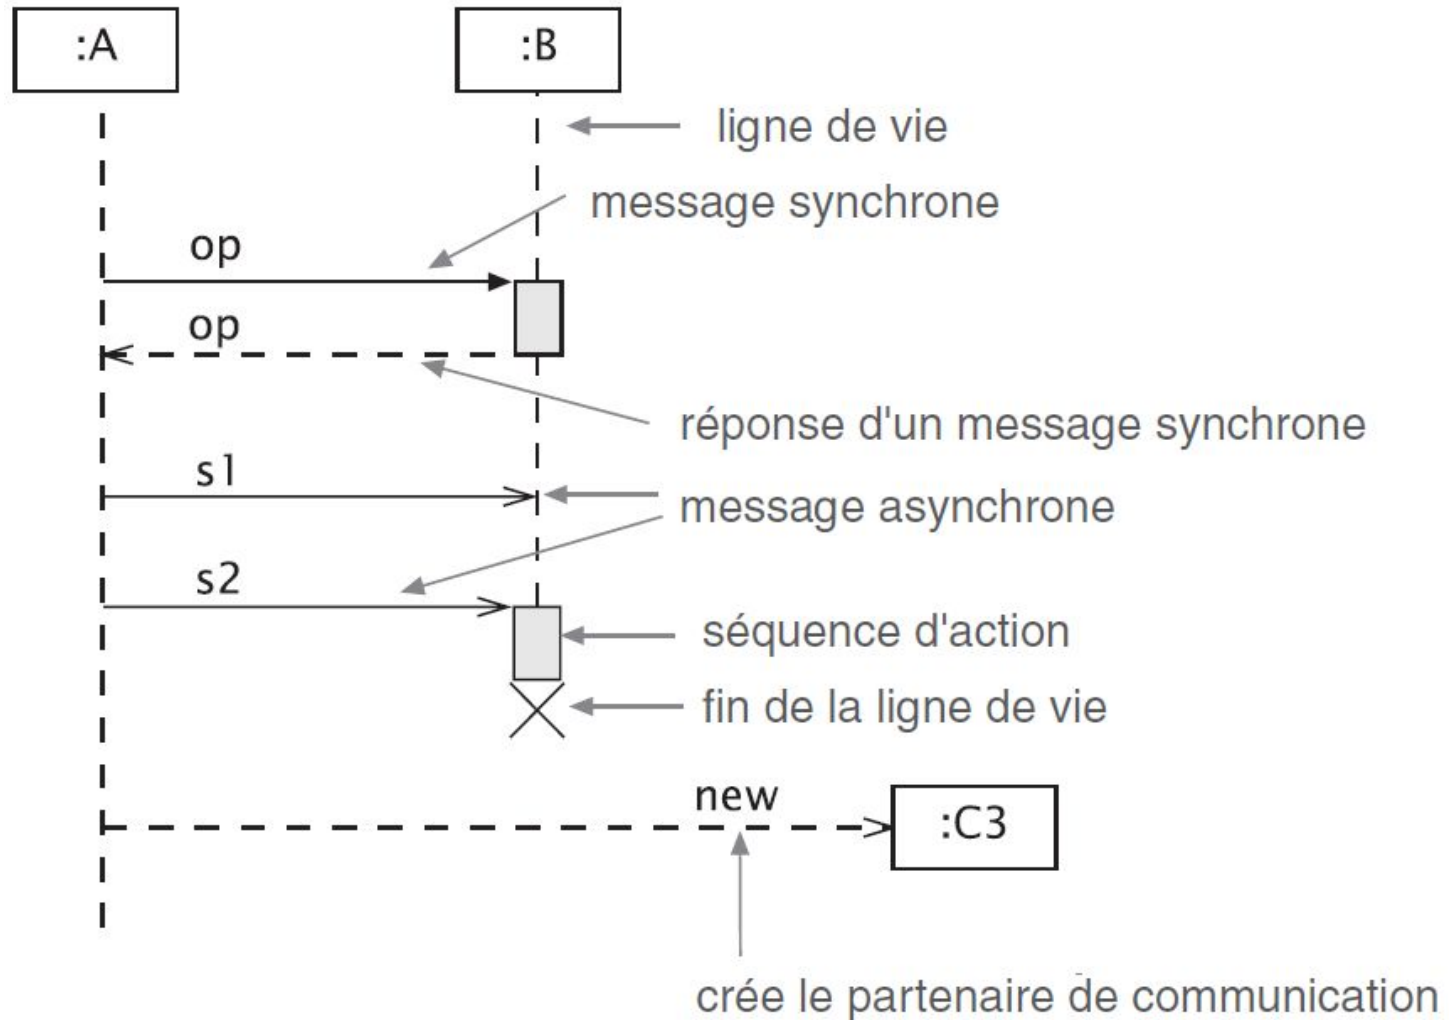 :A
:B
ligne de vie
message synchrone
op
op
réponse d'un message synchrone
s1
message asynchrone
s2
séquence d'action
fin de la ligne de vie
new
:C3
crée le partenaire de communication